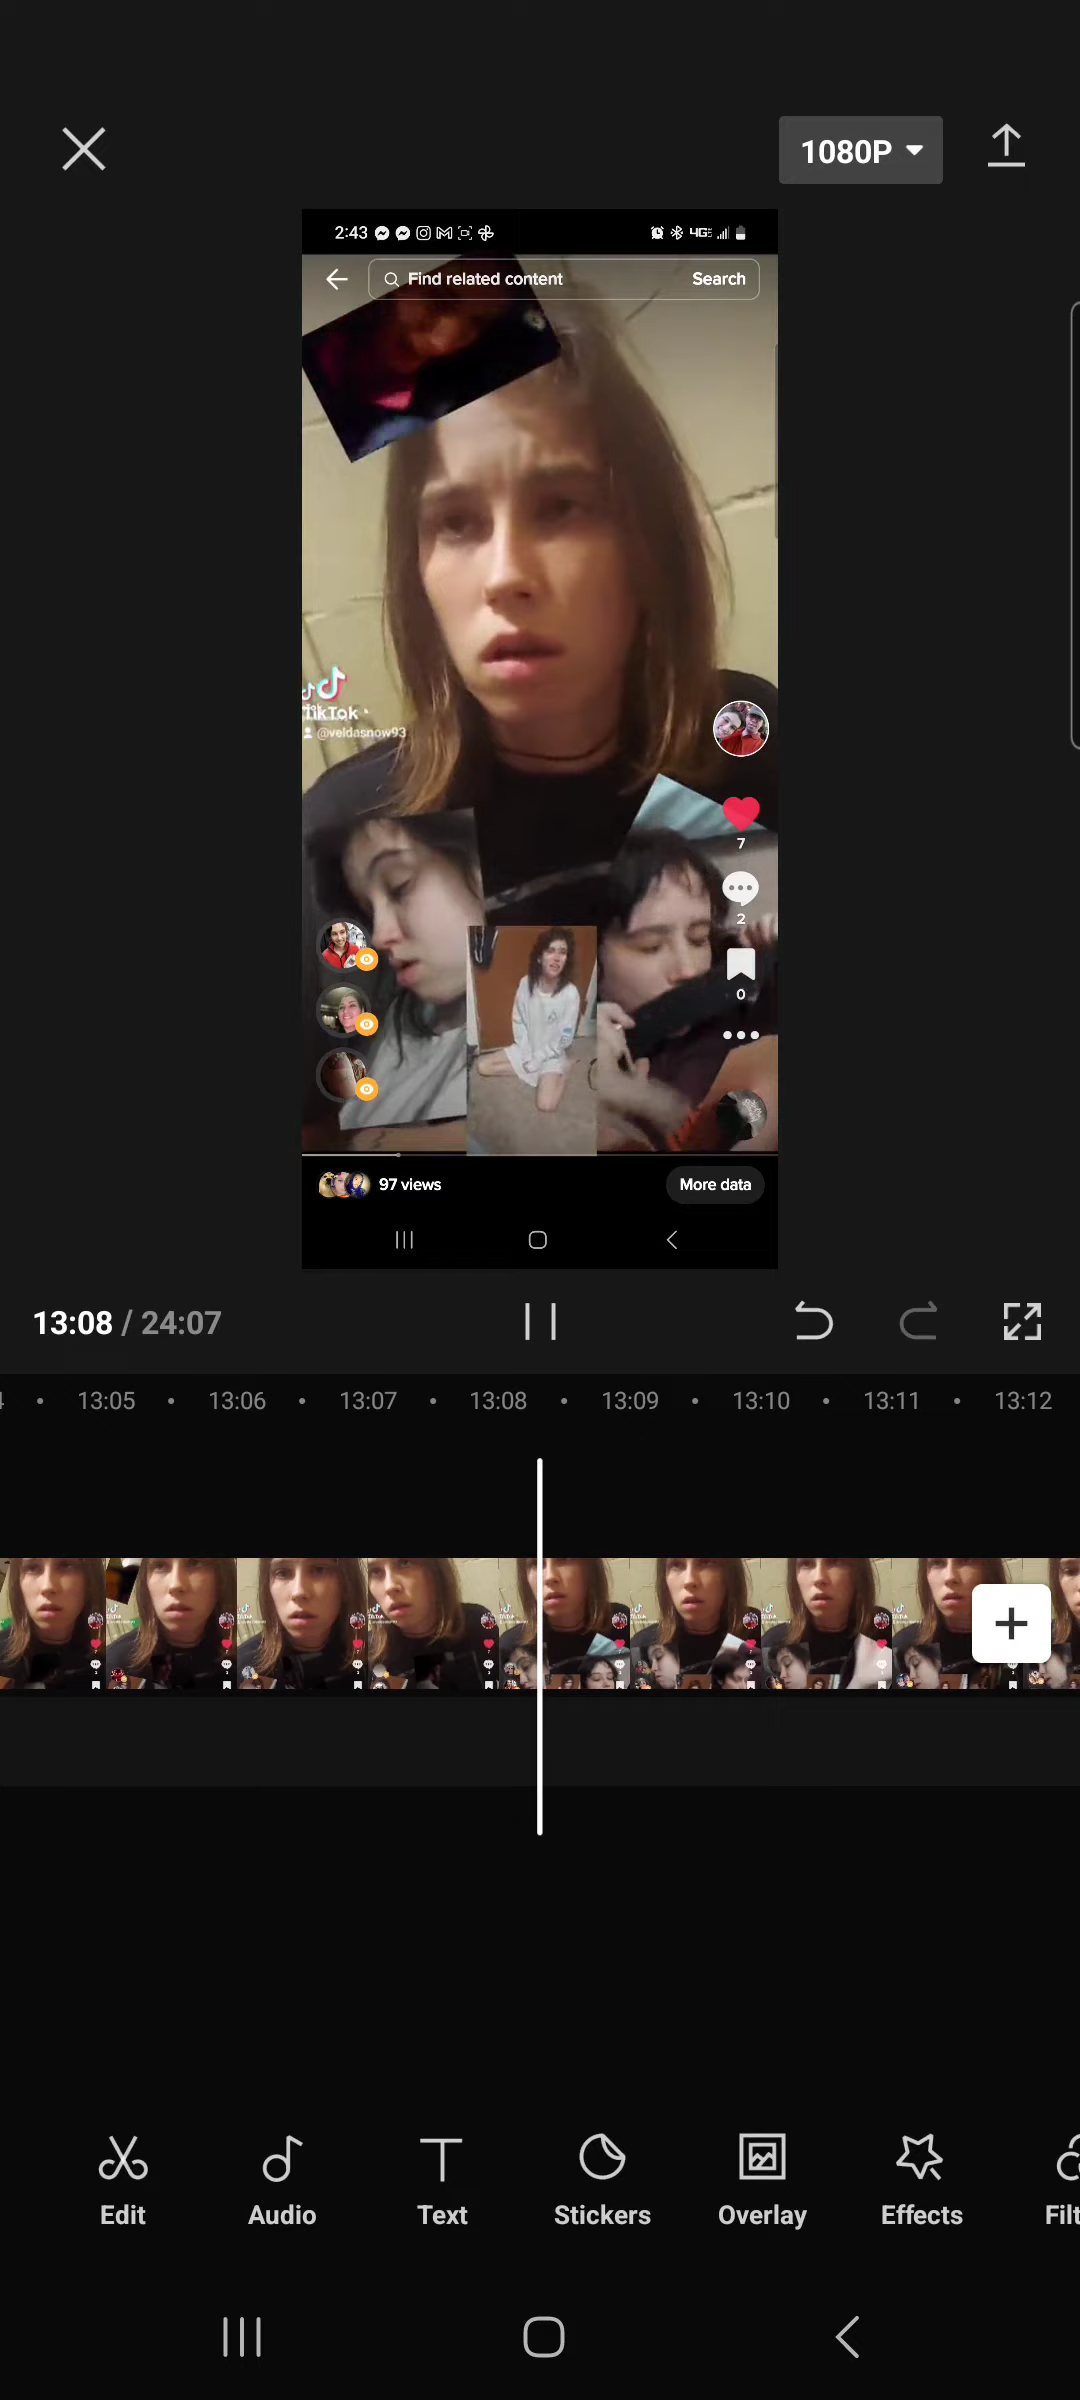 1080P
2:43 4G
Find related content Search
TikTok
@veldasnow93
7
2
0
97 views More data
13:08 / 24:07
13:05 13:06 13:07 13:08 13:09 13:10 13:11 13:12
Edit Audio Text Stickers Overlay Effects Filt